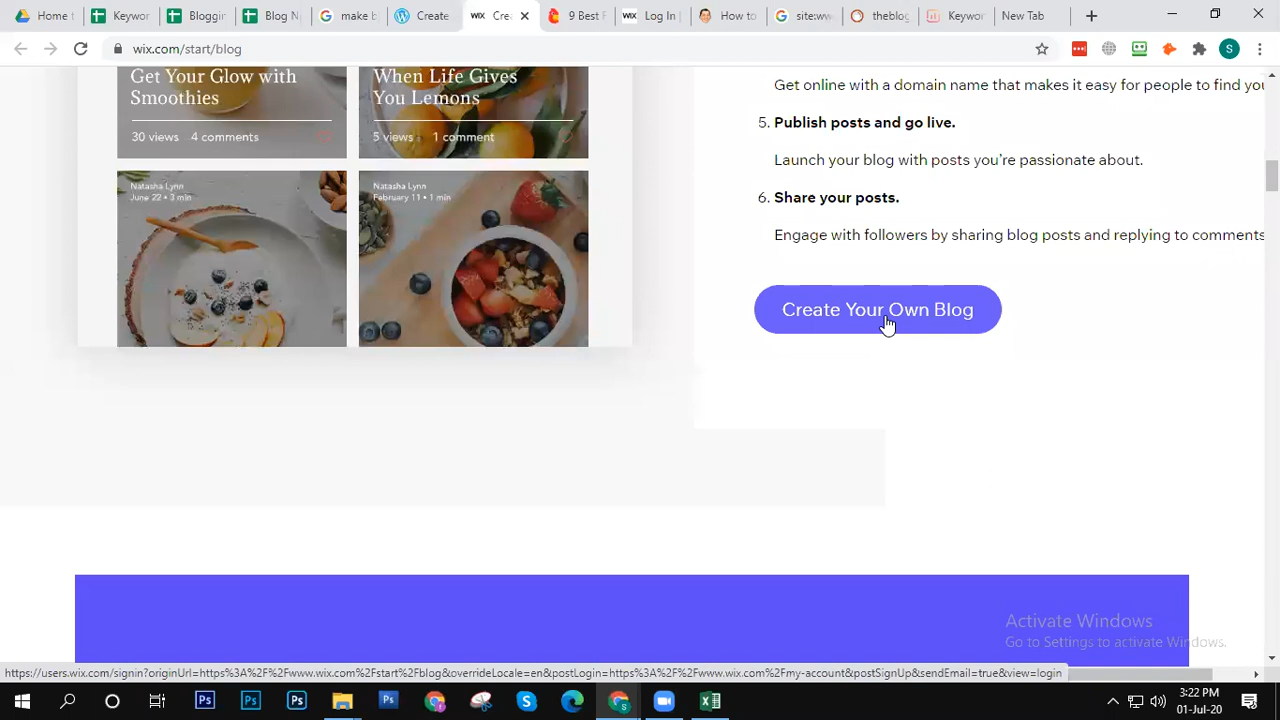 Home t
Keywor
Bloggin
Blog N
make b
Create
WIX Cre
9 Best F
WIX Log In |
How to
site:ww
theblog
Keywor
New Tab
wix.com/start/blog
S
Get Your Glow with
Smoothies
30 views 4 comments
When Life Gives
You Lemons
5 views 1 comment
Natasha Lynn
June 22 • 3 min
Natasha Lynn
February 11 • 1 min
Get online with a domain name that makes it easy for people to find you
5. Publish posts and go live.
Launch your blog with posts you’re passionate about.
6. Share your posts.
Engage with followers by sharing blog posts and replying to comments
Create Your Own Blog
Activate Windows
Go to Settings to activate Windows.
https://users.wix.com/signin?originUrl=https%3A%2F%2Fwww.wix.com%2Fstart%2Fblog&overrideLocale=en&postLogin=https%3A%2F%2Fwww.wix.com%2Fmy-account&postSignUp&sendEmail=true&view=login
Ps
Ps
Ps
Ps
3:22 PM
01-Jul-20